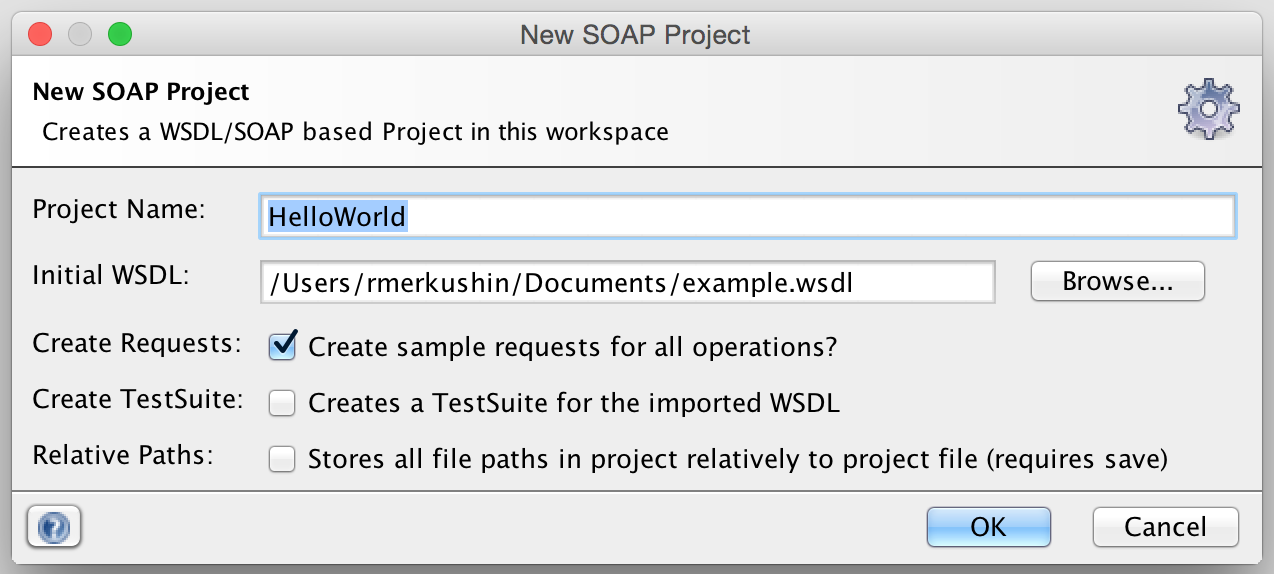 New SOAP Project
New SOAP Project
Creates a WSDL/SOAP based Project in this workspace
Project Name: HelloWorld
Initial WSDL: /Users/rmerkushin/Documents/example.wsdl Browse...
Create Requests: Create sample requests for all operations?
Create TestSuite: Creates a TestSuite for the imported WSDL
Relative Paths: Stores all file paths in project relatively to project file (requires save)
? OK Cancel